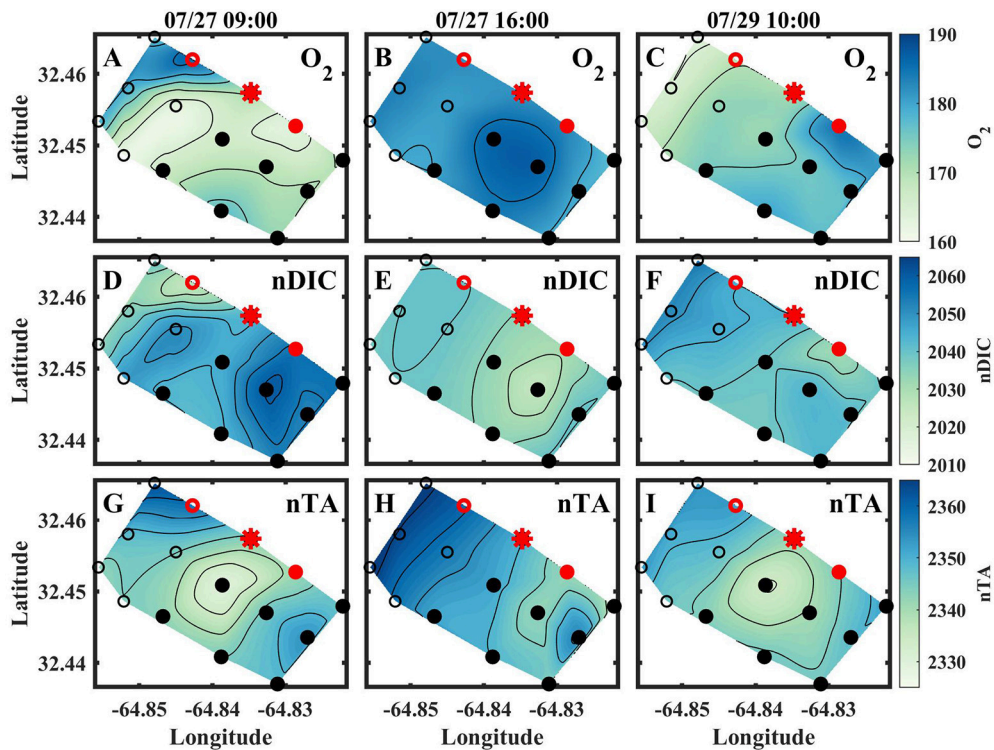 07/27 09:00 07/27 16:00 07/29 10:00
A O2 B O2 C O2
Latitude 32.46 32.45 32.44
190 180 170 160 O2
D nDIC E nDIC F nDIC
Latitude 32.46 32.45 32.44
2060 2050 2040 2030 2020 2010 nDIC
G nTA H nTA I nTA
Latitude 32.46 32.45 32.44
2360 2350 2340 2330 nTA
-64.85 -64.84 -64.83 -64.85 -64.84 -64.83 -64.85 -64.84 -64.83
Longitude Longitude Longitude